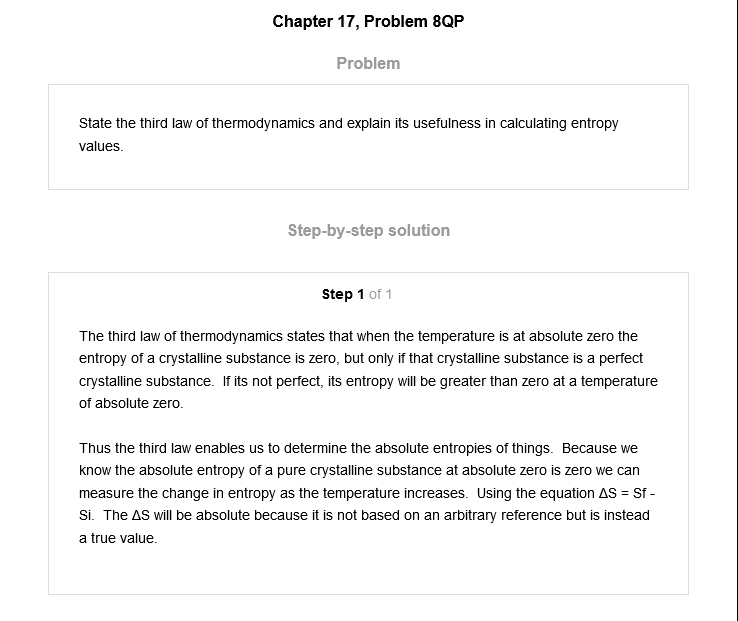 Chapter 17, Problem 8QP
Problem
State the third law of thermodynamics and explain its usefulness in calculating entropy
values.
Step-by-step solution
Step 1 of 1
The third law of thermodynamics states that when the temperature is at absolute zero the
entropy of a crystalline substance is zero, but only if that crystalline substance is a perfect
crystalline substance.  If its not perfect, its entropy will be greater than zero at a temperature
of absolute zero.
Thus the third law enables us to determine the absolute entropies of things.  Because we
know the absolute entropy of a pure crystalline substance at absolute zero is zero we can
measure the change in entropy as the temperature increases.  Using the equation ΔS = Sf -
Si.  The ΔS will be absolute because it is not based on an arbitrary reference but is instead
a true value.